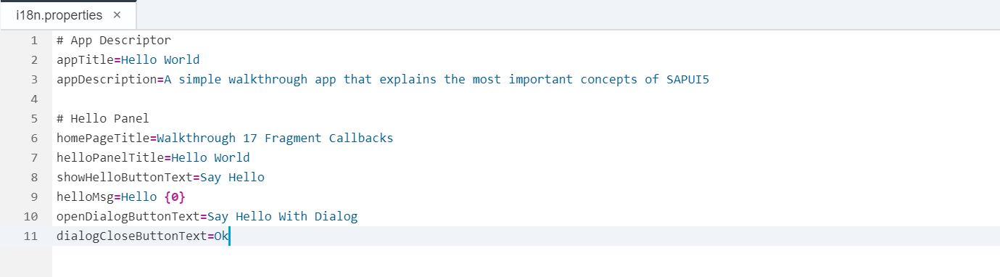 i18n.properties ×
1 # App Descriptor
2 appTitle=Hello World
3 appDescription=A simple walkthrough app that explains the most important concepts of SAPUI5
4
5 # Hello Panel
6 homePageTitle=Walkthrough 17 Fragment Callbacks
7 helloPanelTitle=Hello World
8 showHelloButtonText=Say Hello
9 helloMsg=Hello {0}
10 openDialogButtonText=Say Hello With Dialog
11 dialogCloseButtonText=Ok